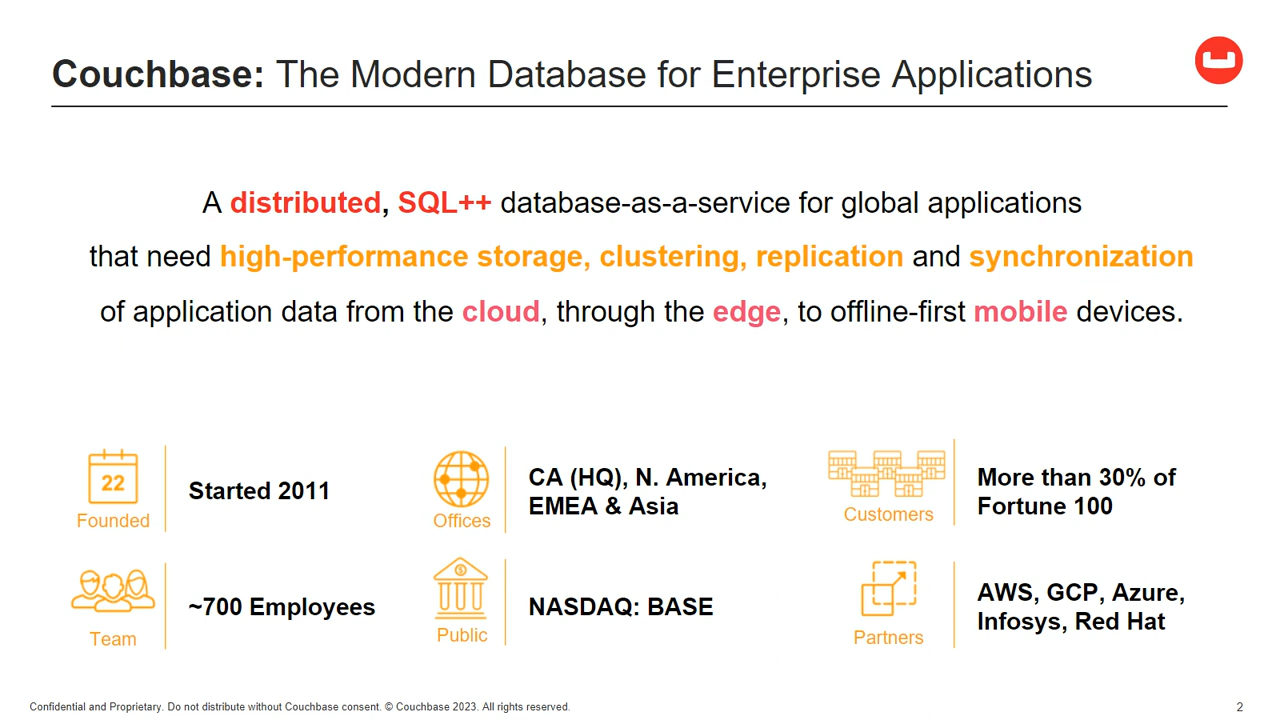 Couchbase: The Modern Database for Enterprise Applications
A distributed, SQL++ database-as-a-service for global applications
that need high-performance storage, clustering, replication and synchronization
of application data from the cloud, through the edge, to offline-first mobile devices.
22
Founded
Started 2011
Offices
CA (HQ), N. America,
EMEA & Asia
Customers
More than 30% of
Fortune 100
Team
~700 Employees
$
Public
NASDAQ: BASE
Partners
AWS, GCP, Azure,
Infosys, Red Hat
Confidential and Proprietary. Do not distribute without Couchbase consent. © Couchbase 2023. All rights reserved.
2